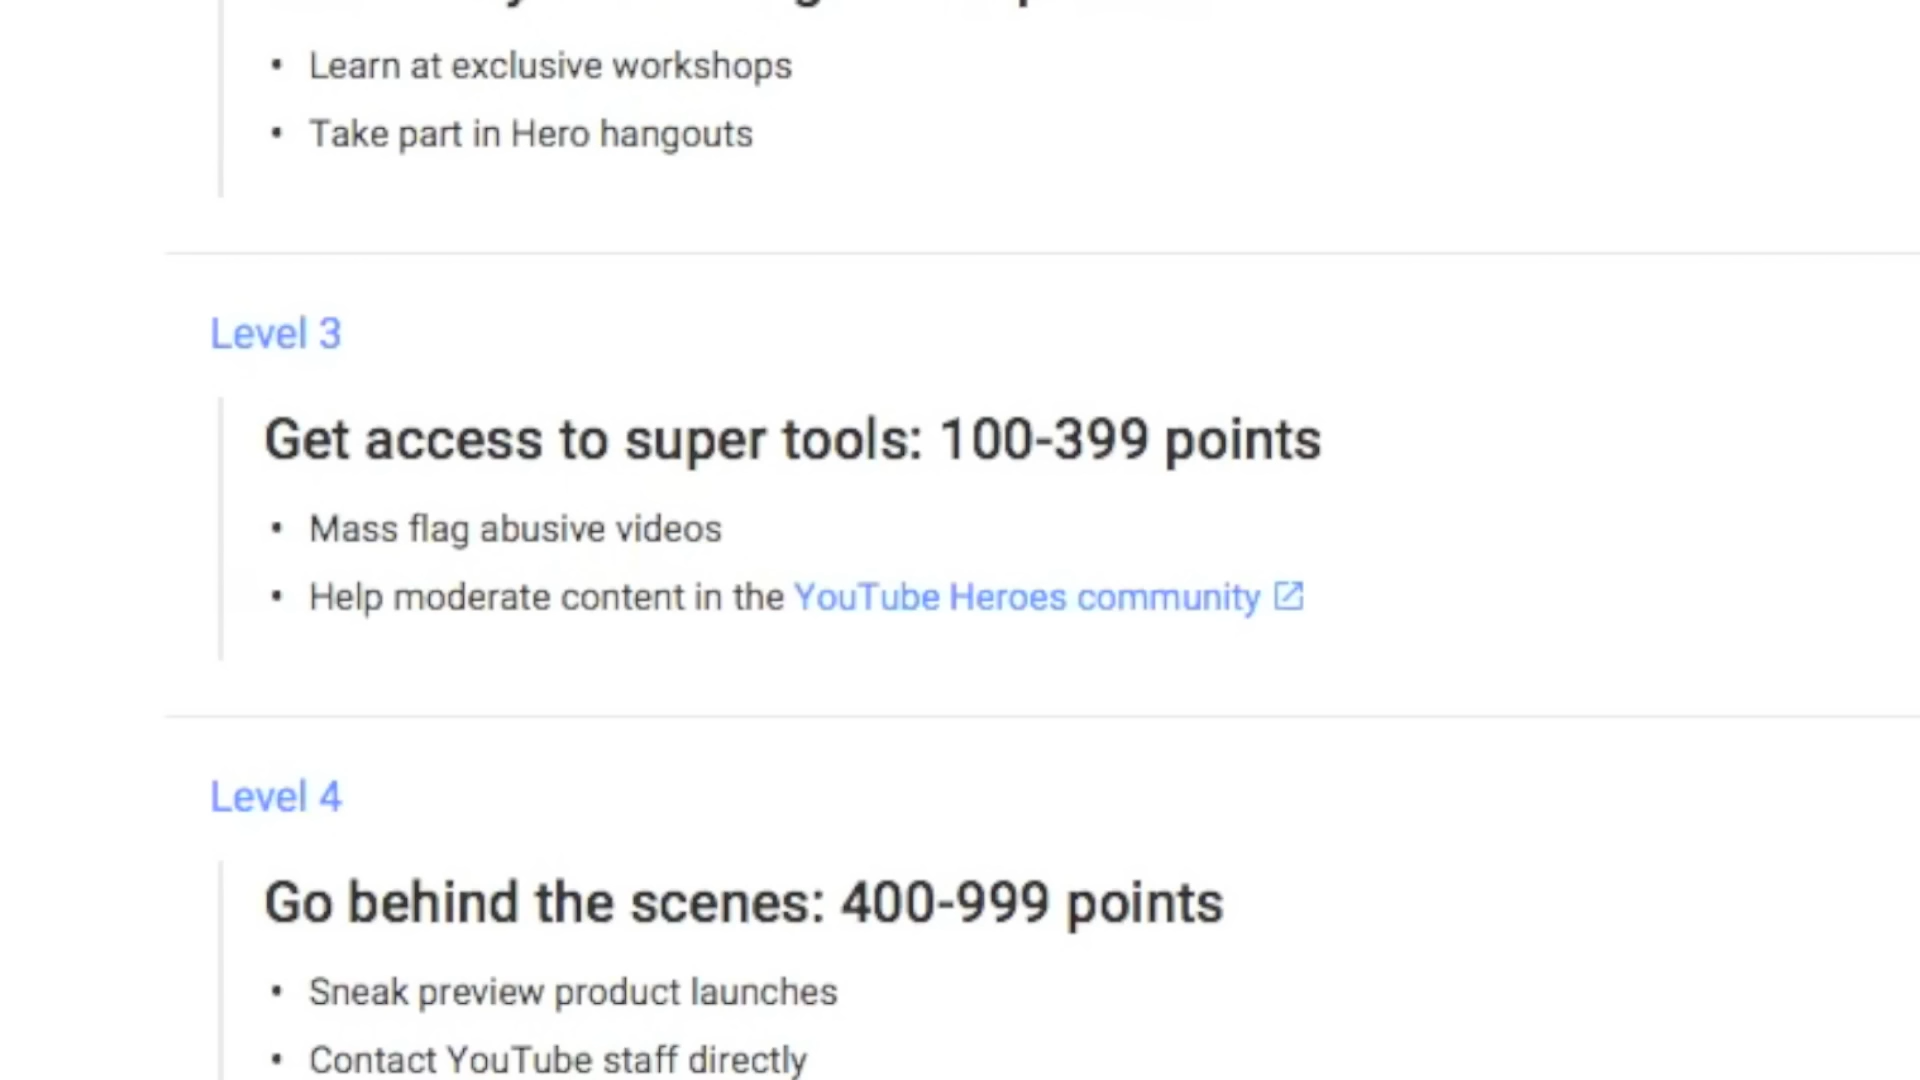 • Learn at exclusive workshops
• Take part in Hero hangouts
Level 3
Get access to super tools: 100-399 points
• Mass flag abusive videos
• Help moderate content in the YouTube Heroes community
Level 4
Go behind the scenes: 400-999 points
• Sneak preview product launches
• Contact YouTube staff directly